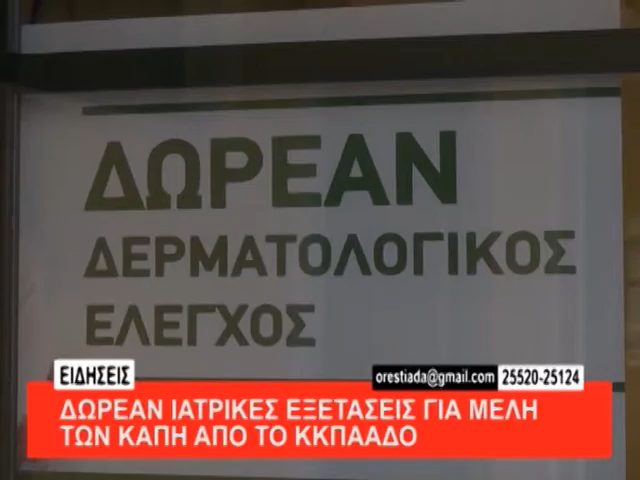 ΔΩΡΕΑΝ
ΔΕΡΜΑΤΟΛΟΓΙΚΟΣ
ΕΛΕΓΧΟΣ
ΕΙΔΗΣΕΙΣ
orestiada@gmail.com 25520-25124
ΔΩΡΕΑΝ ΙΑΤΡΙΚΕΣ ΕΞΕΤΑΣΕΙΣ ΓΙΑ ΜΕΛΗ
ΤΩΝ ΚΑΠΗ ΑΠΟ ΤΟ ΚΚΠΑΑΔΟ